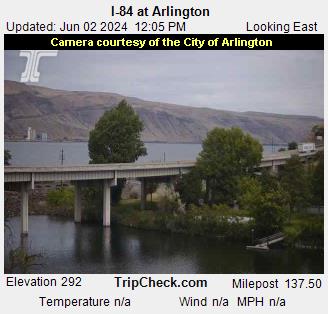 I-84 at Arlington
Updated: Jun 02 2024 12:05 PM Looking East
Camera courtesy of the City of Arlington
Elevation 292 TripCheck.com Milepost 137.50
Temperature n/a Wind n/a MPH n/a